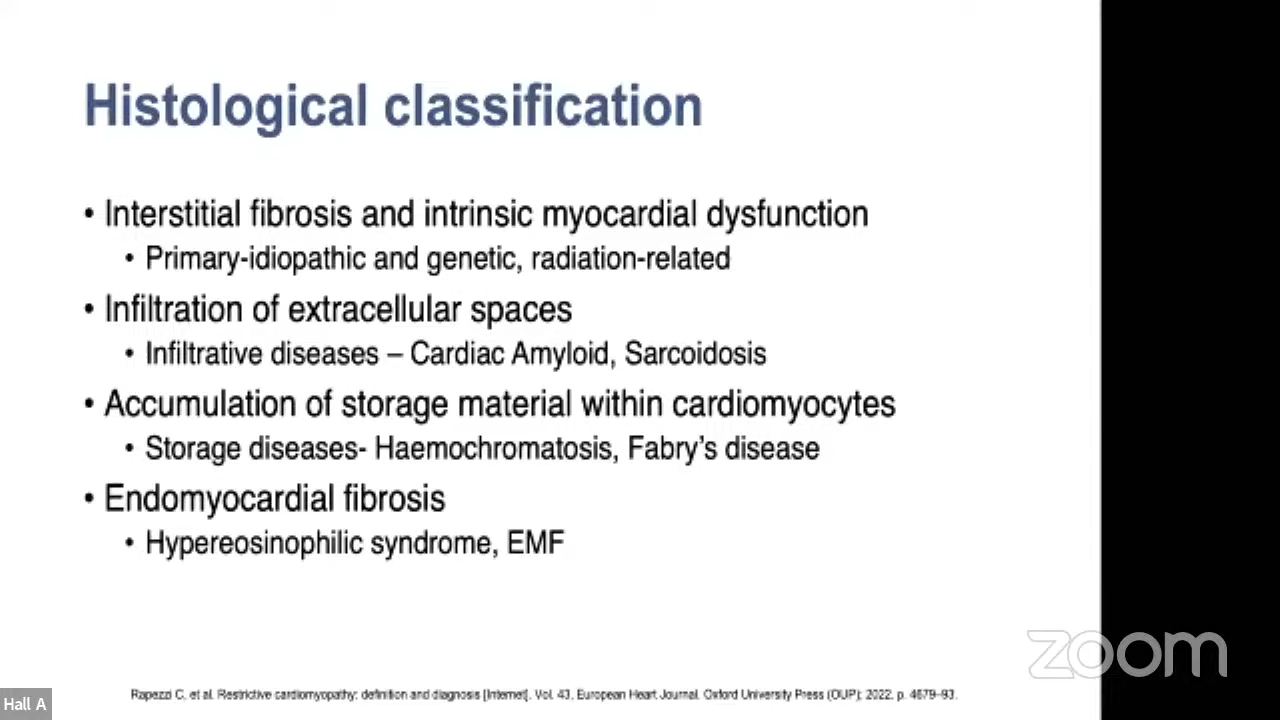 Histological classification
• Interstitial fibrosis and intrinsic myocardial dysfunction
• Primary-idiopathic and genetic, radiation-related
• Infiltration of extracellular spaces
• Infiltrative diseases – Cardiac Amyloid, Sarcoidosis
• Accumulation of storage material within cardiomyocytes
• Storage diseases- Haemochromatosis, Fabry's disease
• Endomyocardial fibrosis
• Hypereosinophilic syndrome, EMF
zoom
Rapezzi C, et al. Restrictive cardiomyopathy: definition and diagnosis [Internet]. Vol. 43, European Heart Journal. Oxford University Press (OUP); 2022. p. 4679–93.
Hall A